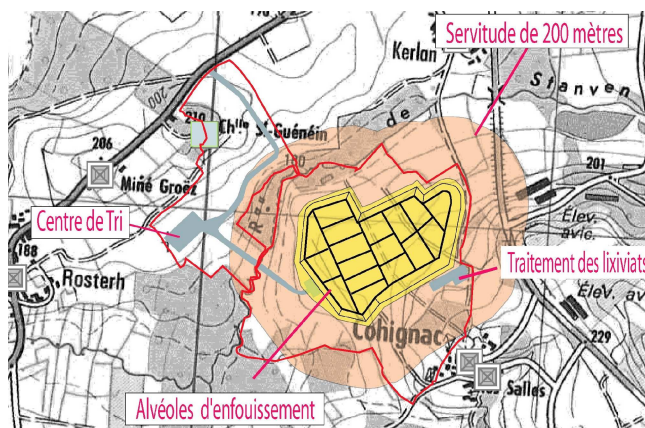 Servitude de 200 mètres
Kerlan
Stanven
200
210
Chlle St-Guénéin
de
206
180
201
Miné Groez
Élev.
avic.
Centre de Tri
R
188
Traitement des lixiviats
Rosterh
Élev. av
Cohignac
229
Salles
Alvéoles d'enfouissement